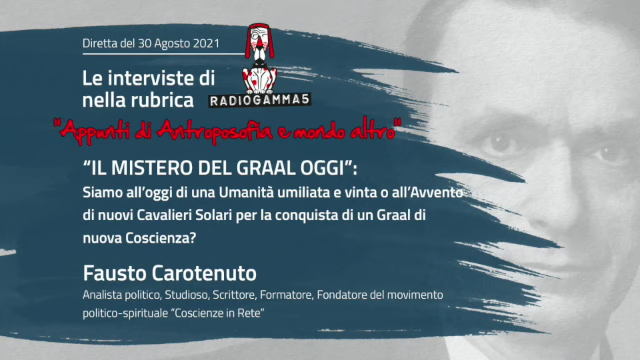 Diretta del 30 Agosto 2021
Le interviste di
nella rubrica
RADIOGAMMA5
"Appunti di Antroposofia e mondo altro"
“IL MISTERO DEL GRAAL OGGI”:
Siamo all’oggi di una Umanità umiliata e vinta o all’Avvento
di nuovi Cavalieri Solari per la conquista di un Graal di
nuova Coscienza?
Fausto Carotenuto
Analista politico, Studioso, Scrittore, Formatore, Fondatore del movimento
politico-spirituale “Coscienze in Rete”